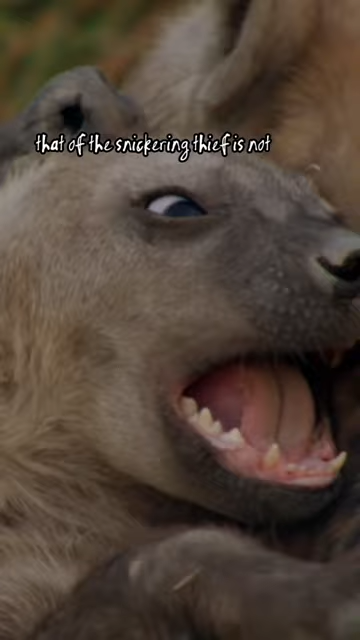 that of the snickering thief is not